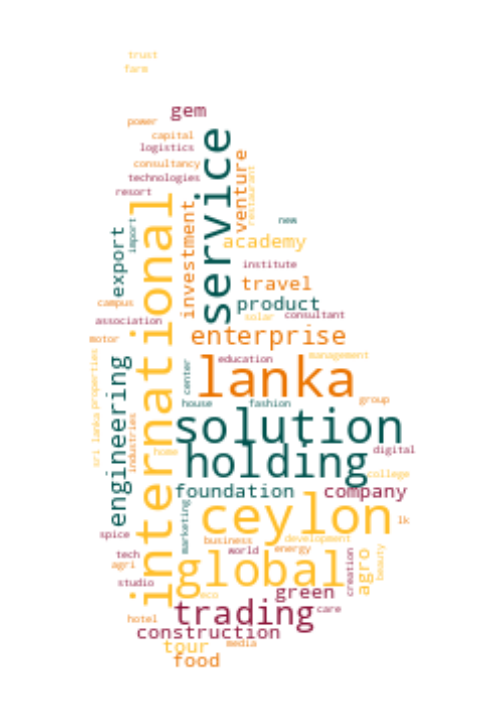 trust
farm
gem
power
capital
logistics
consultancy
technologies
resort
service
venture
restaurant
international
investment
export
import
new
academy
institute
travel
campus
product
association
solar
consultant
motor
enterprise
engineering
sri lanka
properties
center
education
management
lanka
house
fashion
group
industries
solution
home
holding
digital
college
foundation
company
marketing
ceylon
lk
spice
business
development
tech
world
energy
agri
global
creation
agro
beauty
studio
eco
green
hotel
trading
care
construction
tour
media
food